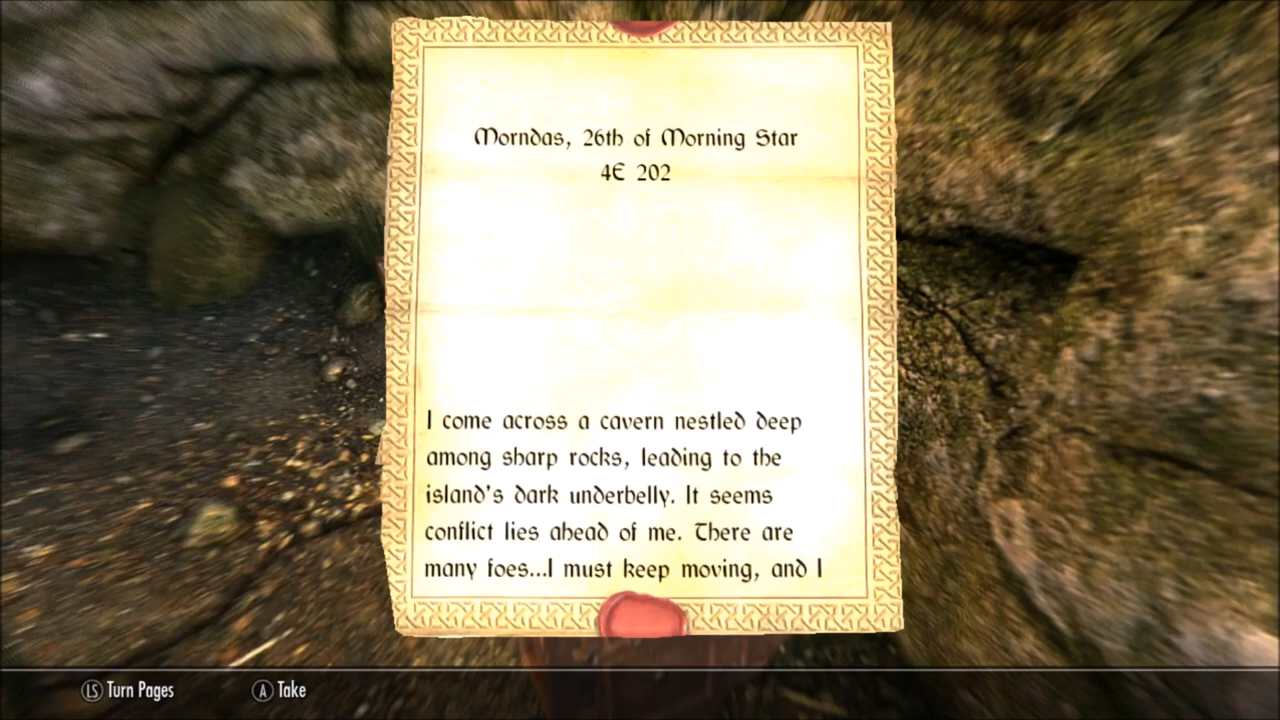 Morndas, 26th of Morning Star
4E 202
I come across a cavern nestled deep
among sharp rocks, leading to the
island's dark underbelly. It seems
conflict lies ahead of me. There are
many foes...I must keep moving, and I
LS Turn Pages
A Take